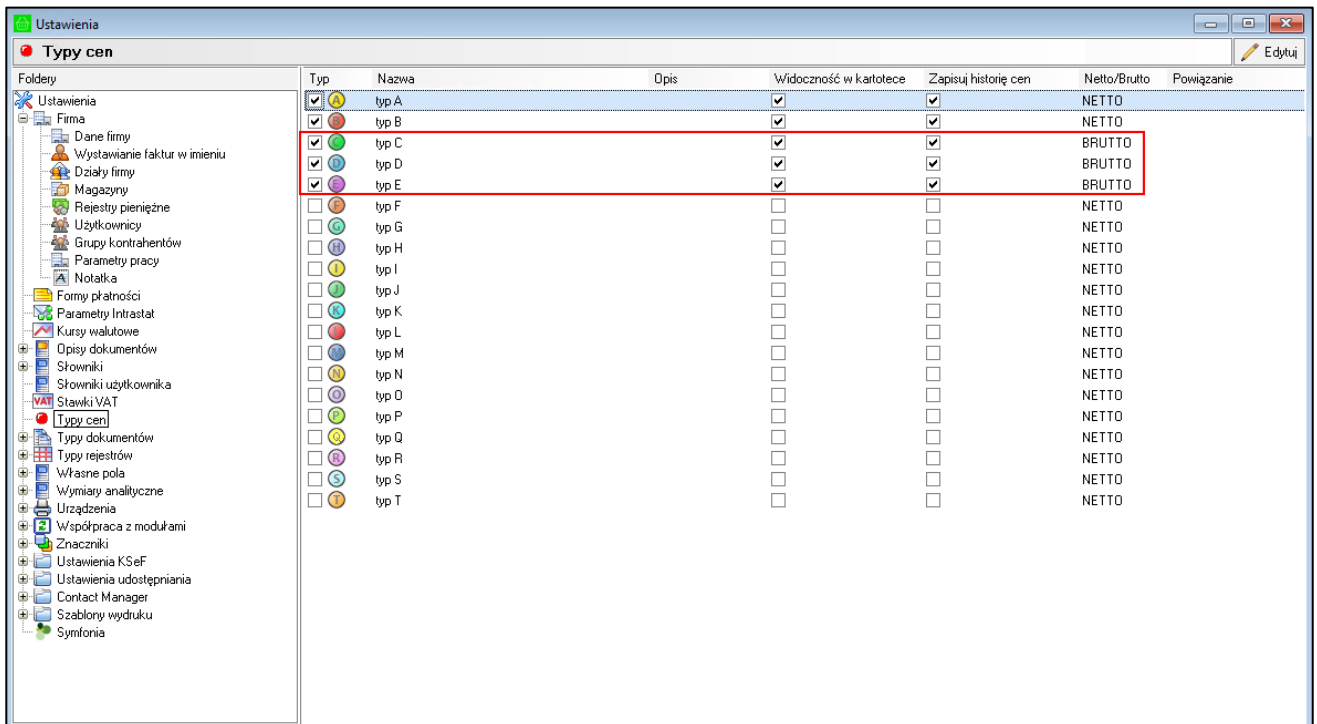 Ustawienia
Typy cen
Edytuj
Foldery
Typ Nazwa Opis Widoczność w kartotece Zapisuj historię cen Netto/Brutto Powiązanie
Ustawienia
Firma
Dane firmy
Wystawianie faktur w imieniu
Działy firmy
Magazyny
Rejestry pieniężne
Użytkownicy
Grupy kontrahentów
Parametry pracy
Notatka
Formy płatności
Parametry Intrastat
Kursy walutowe
Opisy dokumentów
Słowniki
Słowniki użytkownika
VAT Stawki VAT
Typy cen
Typy dokumentów
Typy rejestrów
Własne pola
Wymiary analityczne
Urządzenia
Współpraca z modułami
Znaczniki
Ustawienia KSeF
Ustawienia udostępniania
Contact Manager
Szablony wydruku
Symfonia
A typ A NETTO
B typ B NETTO
C typ C BRUTTO
D typ D BRUTTO
E typ E BRUTTO
F typ F NETTO
G typ G NETTO
H typ H NETTO
I typ I NETTO
J typ J NETTO
K typ K NETTO
L typ L NETTO
M typ M NETTO
N typ N NETTO
O typ O NETTO
P typ P NETTO
Q typ Q NETTO
R typ R NETTO
S typ S NETTO
T typ T NETTO